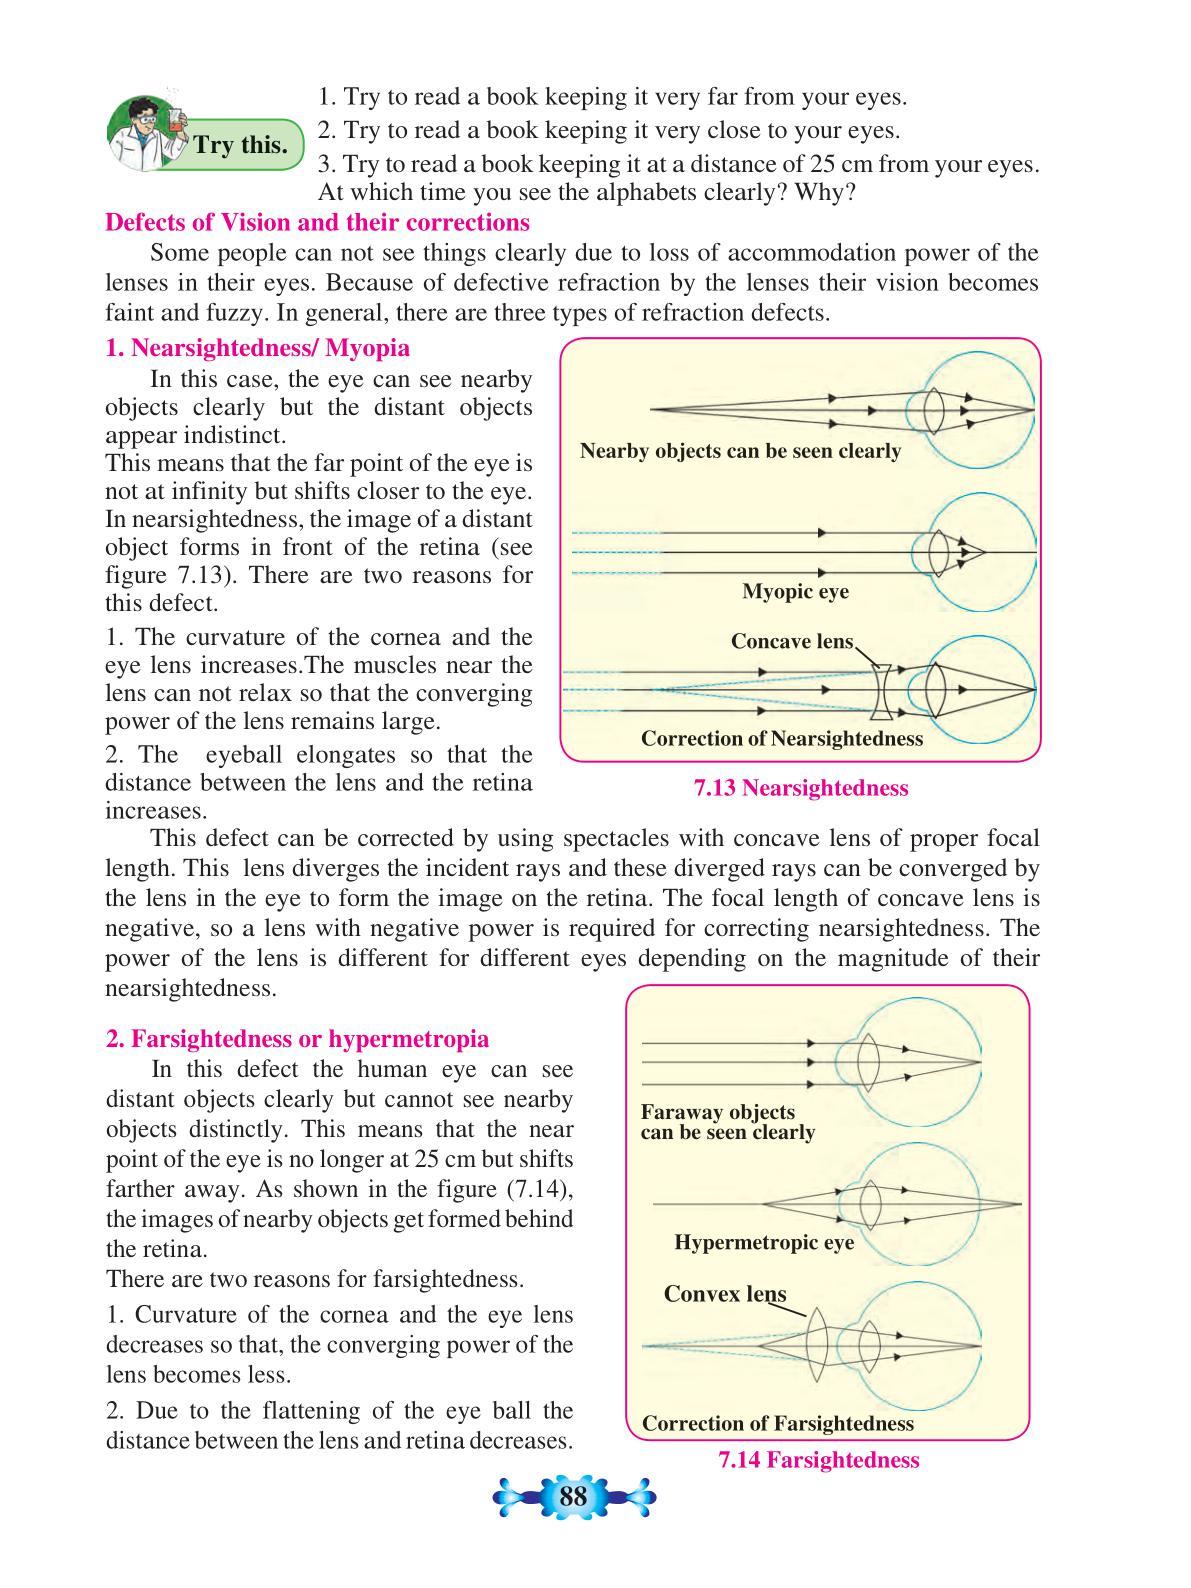 Try this.
1. Try to read a book keeping it very far from your eyes.
2. Try to read a book keeping it very close to your eyes.
3. Try to read a book keeping it at a distance of 25 cm from your eyes.
At which time you see the alphabets clearly? Why?
Defects of Vision and their corrections
Some people can not see things clearly due to loss of accommodation power of the
lenses in their eyes. Because of defective refraction by the lenses their vision becomes
faint and fuzzy. In general, there are three types of refraction defects.
1. Nearsightedness/ Myopia
In this case, the eye can see nearby
objects clearly but the distant objects
appear indistinct.
This means that the far point of the eye is
not at infinity but shifts closer to the eye.
In nearsightedness, the image of a distant
object forms in front of the retina (see
figure 7.13). There are two reasons for
this defect.
1. The curvature of the cornea and the
eye lens increases.The muscles near the
lens can not relax so that the converging
power of the lens remains large.
2. The eyeball elongates so that the
distance between the lens and the retina
increases.
Nearby objects can be seen clearly
Myopic eye
Concave lens
Correction of Nearsightedness
7.13 Nearsightedness
This defect can be corrected by using spectacles with concave lens of proper focal
length. This lens diverges the incident rays and these diverged rays can be converged by
the lens in the eye to form the image on the retina. The focal length of concave lens is
negative, so a lens with negative power is required for correcting nearsightedness. The
power of the lens is different for different eyes depending on the magnitude of their
nearsightedness.
2. Farsightedness or hypermetropia
In this defect the human eye can see
distant objects clearly but cannot see nearby
objects distinctly. This means that the near
point of the eye is no longer at 25 cm but shifts
farther away. As shown in the figure (7.14),
the images of nearby objects get formed behind
the retina.
There are two reasons for farsightedness.
1. Curvature of the cornea and the eye lens
decreases so that, the converging power of the
lens becomes less.
2. Due to the flattening of the eye ball the
distance between the lens and retina decreases.
Faraway objects
can be seen clearly
Hypermetropic eye
Convex lens
Correction of Farsightedness
7.14 Farsightedness
88